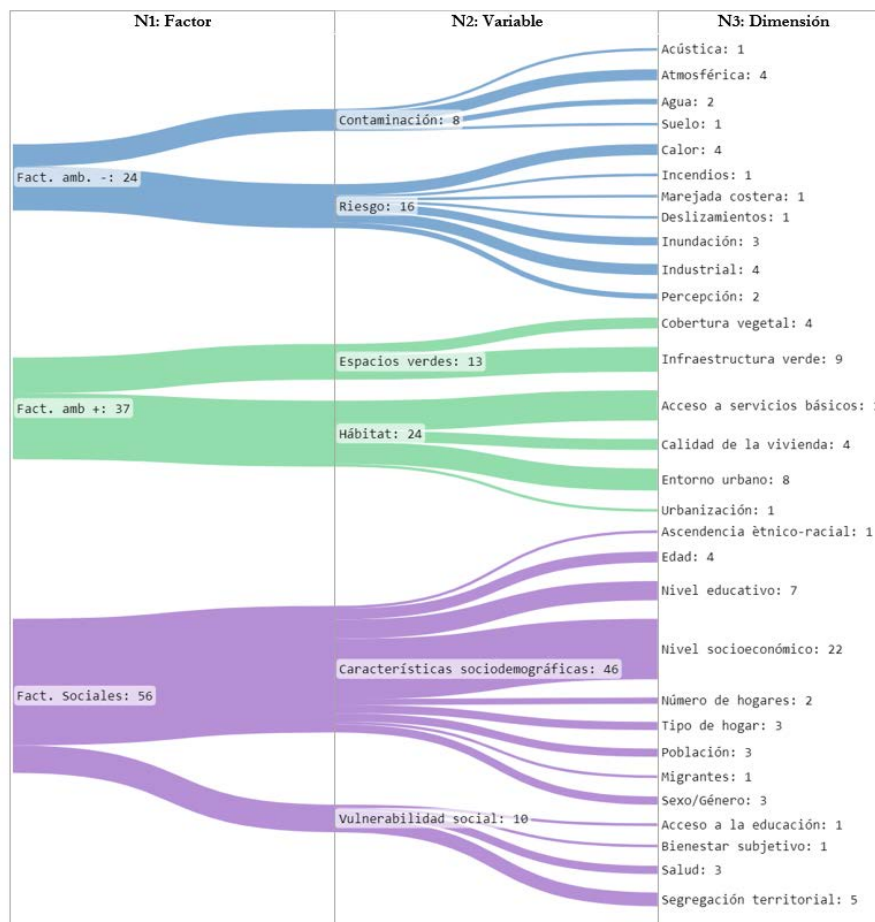 N1: Factor
N2: Variable
N3: Dimensión
Fact. amb. -: 24
Fact. amb +: 37
Fact. Sociales: 56
Contaminación: 8
Riesgo: 16
Espacios verdes: 13
Hábitat: 24
Características sociodemográficas: 46
Vulnerabilidad social: 10
Acústica: 1
Atmosférica: 4
Agua: 2
Suelo: 1
Calor: 4
Incendios: 1
Marejada costera: 1
Deslizamientos: 1
Inundación: 3
Industrial: 4
Percepción: 2
Cobertura vegetal: 4
Infraestructura verde: 9
Acceso a servicios básicos:
Calidad de la vivienda: 4
Entorno urbano: 8
Urbanización: 1
Ascendencia ètnico-racial: 1
Edad: 4
Nivel educativo: 7
Nivel socioeconómico: 22
Número de hogares: 2
Tipo de hogar: 3
Población: 3
Migrantes: 1
Sexo/Género: 3
Acceso a la educación: 1
Bienestar subjetivo: 1
Salud: 3
Segregación territorial: 5